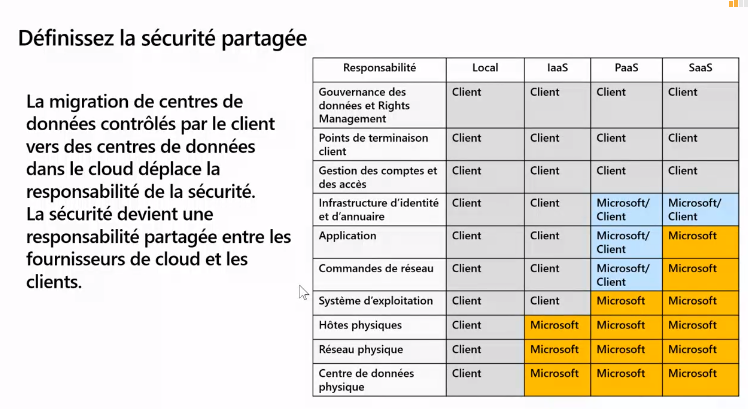 Définissez la sécurité partagée
La migration de centres de
données contrôlés par le client
vers des centres de données
dans le cloud déplace la
responsabilité de la sécurité.
La sécurité devient une
responsabilité partagée entre les
fournisseurs de cloud et les
clients.
Responsabilité Local IaaS PaaS SaaS
Gouvernance des Client Client Client Client
données et Rights
Management
Points de terminaison Client Client Client Client
client
Gestion des comptes et Client Client Client Client
des accès
Infrastructure d'identité Client Client Microsoft/ Microsoft/
et d'annuaire Client Client
Application Client Client Microsoft/ Microsoft
Client
Commandes de réseau Client Client Microsoft/ Microsoft
Client
Système d'exploitation Client Client Microsoft Microsoft
Hôtes physiques Client Microsoft Microsoft Microsoft
Réseau physique Client Microsoft Microsoft Microsoft
Centre de données Client Microsoft Microsoft Microsoft
physique